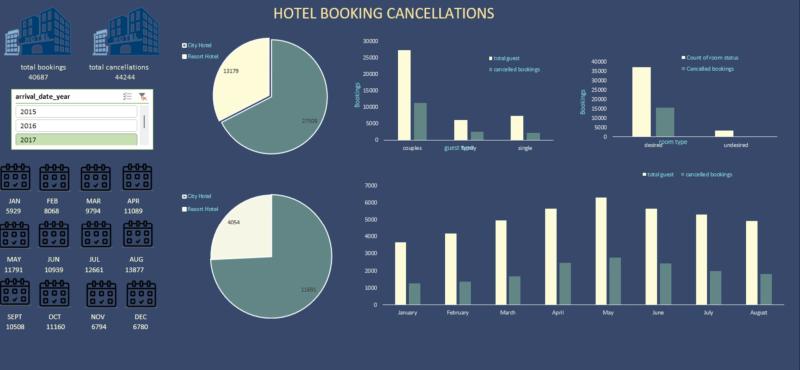 HOTEL BOOKING CANCELLATIONS
HOTEL
HOTEL
total bookings
40687
total cancellations
44244
arrival_date_year
2015
2016
2017
JAN
5929
FEB
8068
MAR
9794
APR
11089
MAY
11791
JUN
10939
JUL
12661
AUG
13877
SEPT
10508
OCT
11160
NOV
6794
DEC
6780
City Hotel
Resort Hotel
13179
total guest
cancelled bookings
Bookings
30000
25000
20000
15000
10000
5000
0
couples
family
single
guest type
Count of room status
Cancelled bookings
Bookings
40000
35000
30000
25000
20000
15000
10000
5000
0
desired
undesired
room type
City Hotel
Resort Hotel
4054
total guest
cancelled bookings
7000
6000
5000
4000
3000
2000
1000
0
January
February
March
April
May
June
July
August